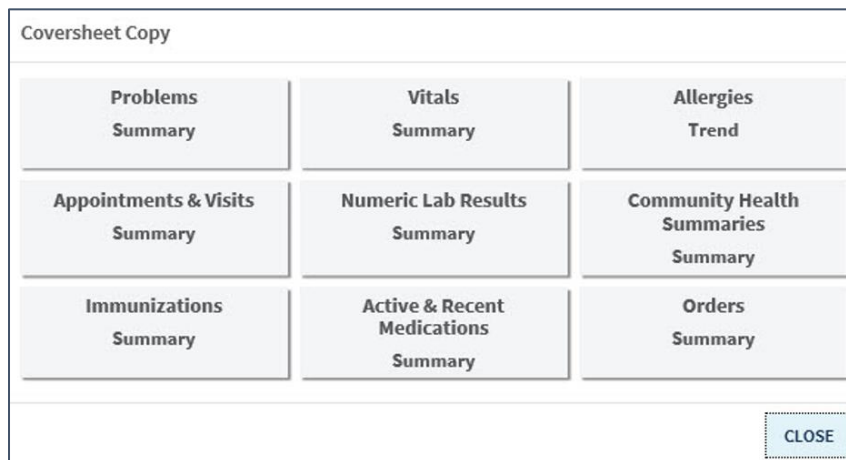 Coversheet Copy
Problems
Summary
Vitals
Summary
Allergies
Trend
Appointments & Visits
Summary
Numeric Lab Results
Summary
Community Health
Summaries
Summary
Immunizations
Summary
Active & Recent
Medications
Summary
Orders
Summary
CLOSE